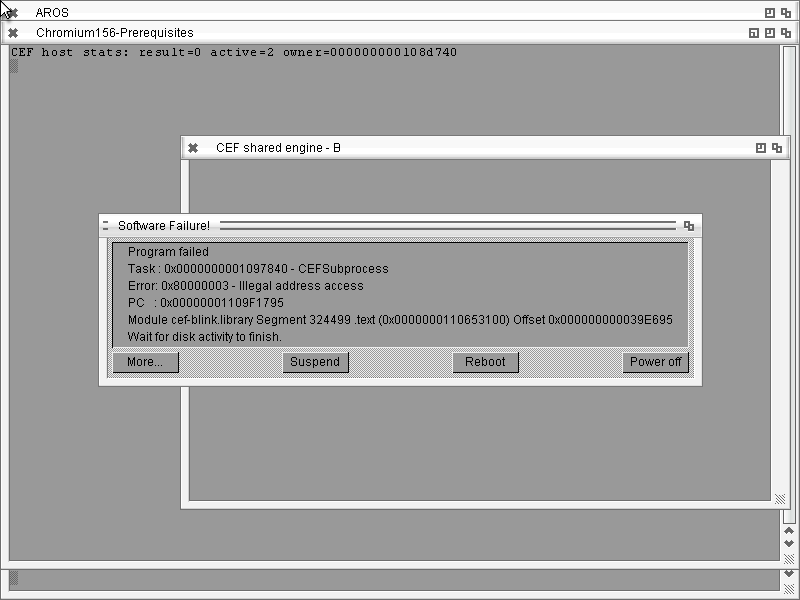 AROS
Chromium156-Prerequisites
CEF host stats: result=0 active=2 owner=000000000108d740
CEF shared engine - B
Software Failure!
Program failed
Task : 0x0000000001097840 - CEFSubprocess
Error: 0x80000003 - Illegal address access
PC : 0x00000001109F1795
Module cef-blink.library Segment 324499 .text (0x0000000110653100) Offset 0x000000000039E695
Wait for disk activity to finish.
More... Suspend Reboot Power off